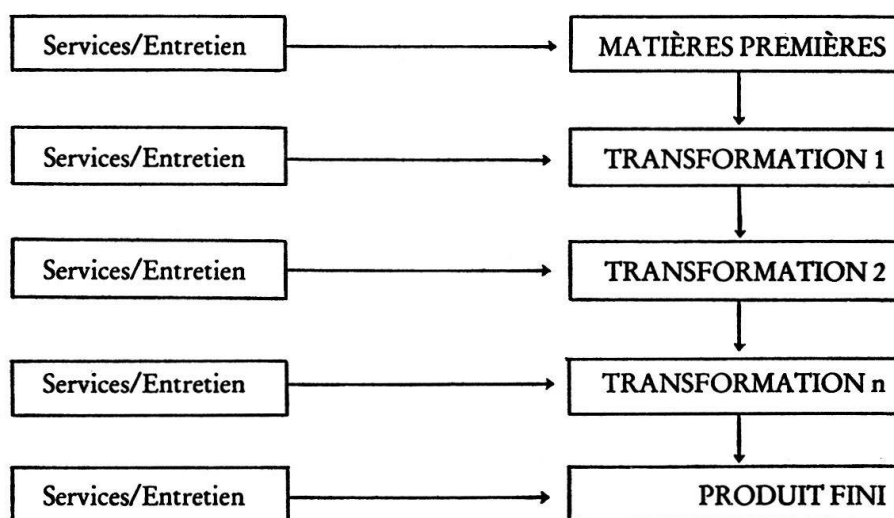 Services/Entretien MATIÈRES PREMIÈRES
Services/Entretien TRANSFORMATION 1
Services/Entretien TRANSFORMATION 2
Services/Entretien TRANSFORMATION n
Services/Entretien PRODUIT FINI